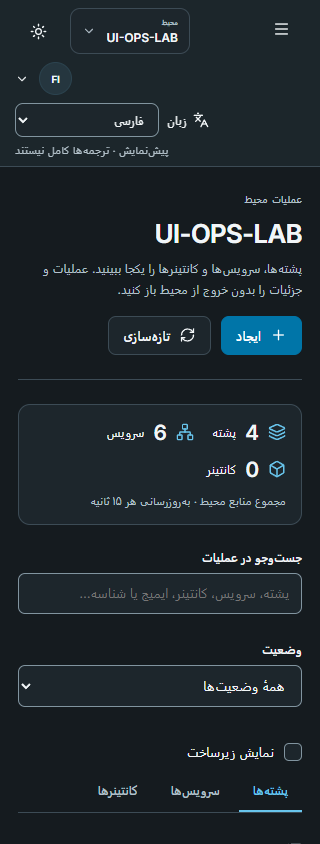 محیط
UI-OPS-LAB
FI
زبان
فارسی
پیش‌نمایش · ترجمه‌ها کامل نیستند
عملیات محیط
UI-OPS-LAB
پشته‌ها، سرویس‌ها و کانتینرها را یکجا ببینید. عملیات و
جزئیات را بدون خروج از محیط باز کنید.
ایجاد
تازه‌سازی
4 پشته
6 سرویس
0 کانتینر
مجموع منابع محیط · به‌روزرسانی هر ۱۵ ثانیه
جست‌وجو در عملیات
پشته، سرویس، کانتینر، ایمیج یا شناسه...
وضعیت
همهٔ وضعیت‌ها
نمایش زیرساخت
پشته‌ها
سرویس‌ها
کانتینرها